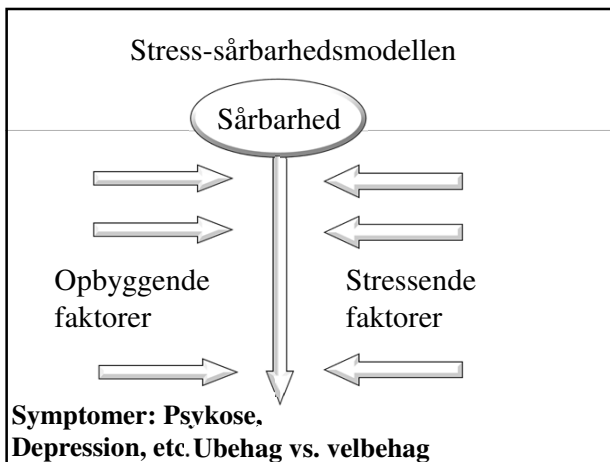 Stress-sårbarhedsmodellen
Sårbarhed
Opbyggende
faktorer
Stressende
faktorer
Symptomer: Psykose,
Depression, etc. Ubehag vs. velbehag